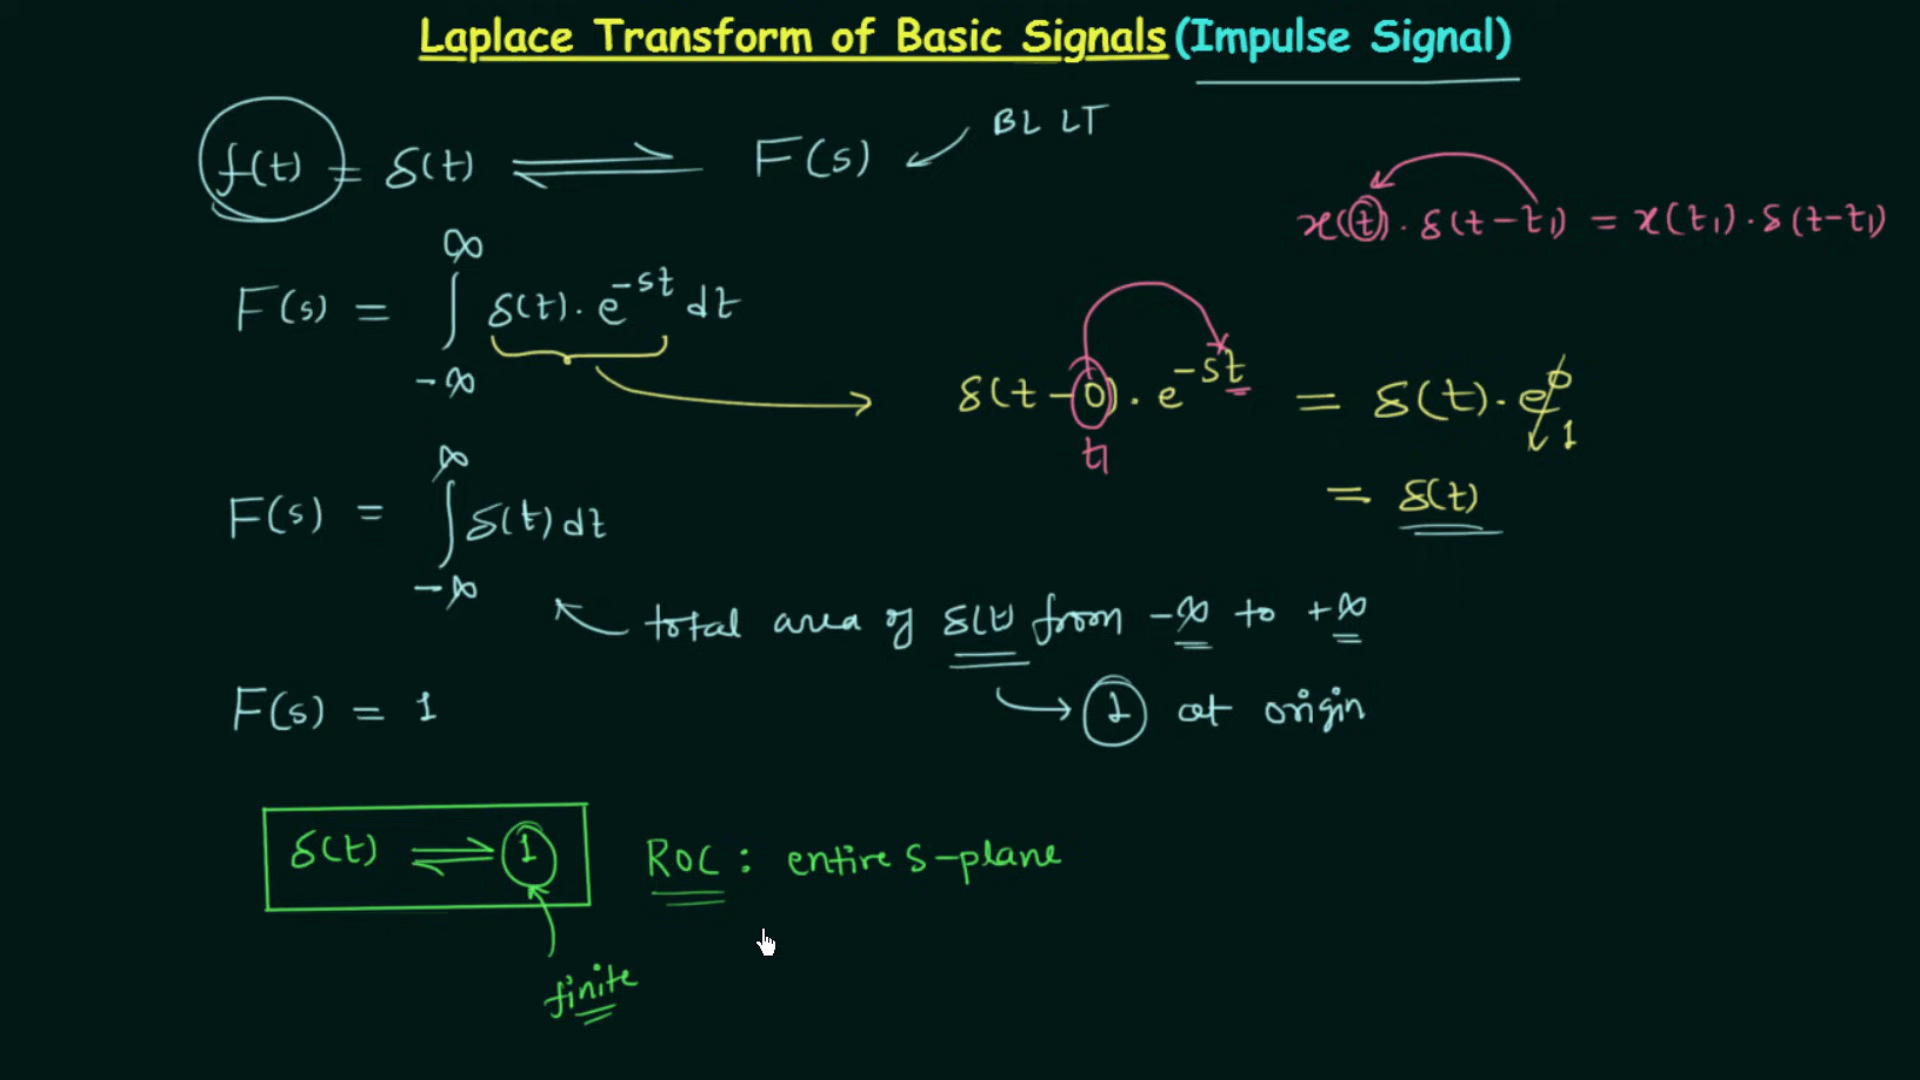 Laplace Transform of Basic Signals (Impulse Signal)
f(t) = δ(t) ⇌ F(s) ↙ BL LT
x(t) · δ(t-t₁) = x(t₁) · δ(t-t₁)
F(s) = ∫_{-∞}^{∞} δ(t) · e^{-st} dt
δ(t-0) · e^{-st} = δ(t) · e^0 1
t₁
= δ(t)
F(s) = ∫_{-∞}^{∞} δ(t) dt
total area of δ(t) from -∞ to +∞
F(s) = 1
→ 1 at origin
δ(t) ⇌ 1 ROC : entire s-plane
finite